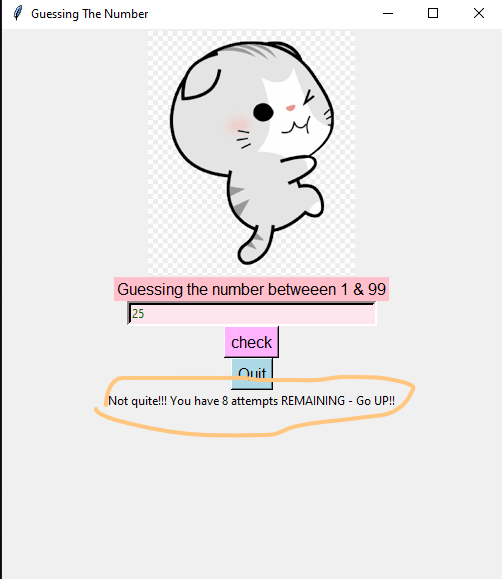 Guessing The Number
Guessing the number betweeen 1 & 99
25
check
Quit
Not quite!!! You have 8 attempts REMAINING - Go UP!!